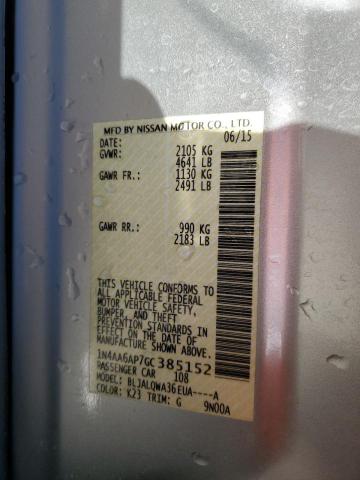 MFD BY NISSAN MOTOR CO., LTD.
DATE: 06/15
GVWR: 2105 KG
4641 LB
GAWR FR.: 1130 KG
2491 LB
GAWR RR.: 990 KG
2183 LB
THIS VEHICLE CONFORMS TO
ALL APPLICABLE FEDERAL
MOTOR VEHICLE SAFETY,
BUMPER, AND THEFT
PREVENTION STANDARDS IN
EFFECT ON THE DATE OF
MANUFACTURE SHOWN ABOVE.
1N4AA6AP7GC385152
PASSENGER CAR 108
MODEL: BLJALQWA36EUA----A
COLOR: K23 TRIM: G 9N00A